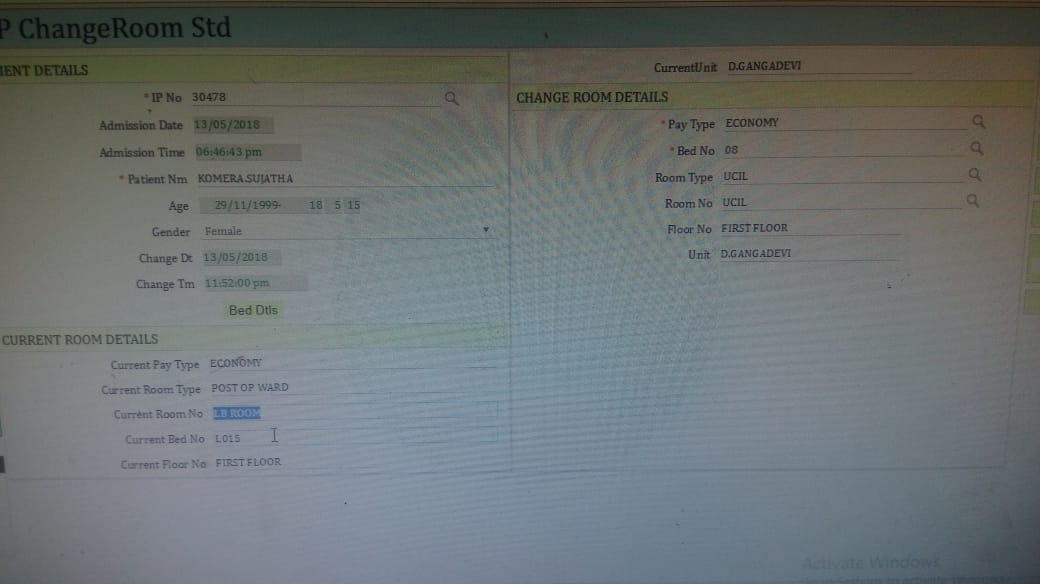 P ChangeRoom Std
IENT DETAILS
* IP No 30478
Admission Date 13/05/2018
Admission Time 06:46:43 pm
* Patient Nm KOMERA.SUJATHA
Age 29/11/1999- 18 5 15
Gender Female
Change Dt 13/05/2018
Change Tm 11:52:00 pm
Bed Dtls
CURRENT ROOM DETAILS
Current Pay Type ECONOMY
Current Room Type POST OP WARD
Current Room No LB ROOM
Current Bed No L015
Current Floor No FIRST FLOOR
CurrentUnit D.GANGADEVI
CHANGE ROOM DETAILS
* Pay Type ECONOMY
* Bed No 08
Room Type UCIL
Room No UCIL
Floor No FIRST FLOOR
Unit D.GANGADEVI
Activate Windows